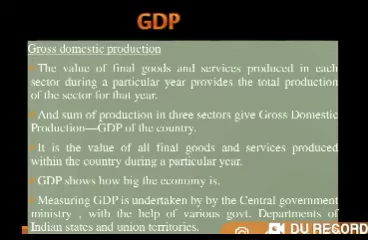 GDP
Gross domestic production
The value of final goods and services produced in each
sector during a particular year provides the total production
of the sector for that year.
And sum of production in three sectors give Gross Domestic
Production—GDP of the country.
It is the value of all final goods and services produced
within the country during a particular year.
GDP shows how big the economy is.
Measuring GDP is undertaken by by the Central government
ministry , with the help of various govt. Departments of
Indian states and union territories.
DU RECORD